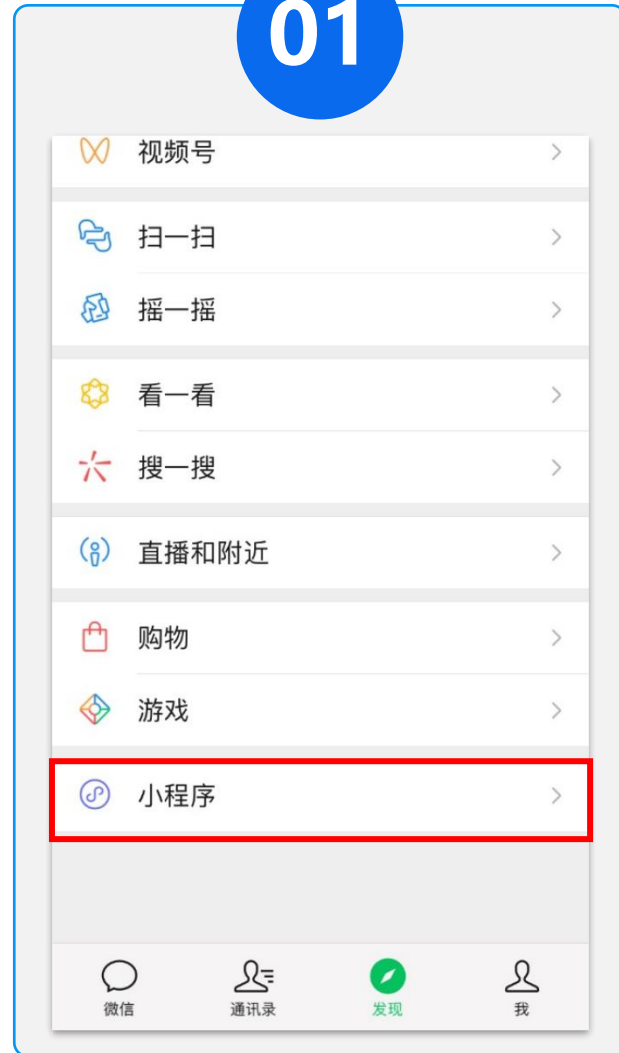 01
视频号
扫一扫
摇一摇
看一看
搜一搜
直播和附近
购物
游戏
小程序
微信 通讯录 发现 我